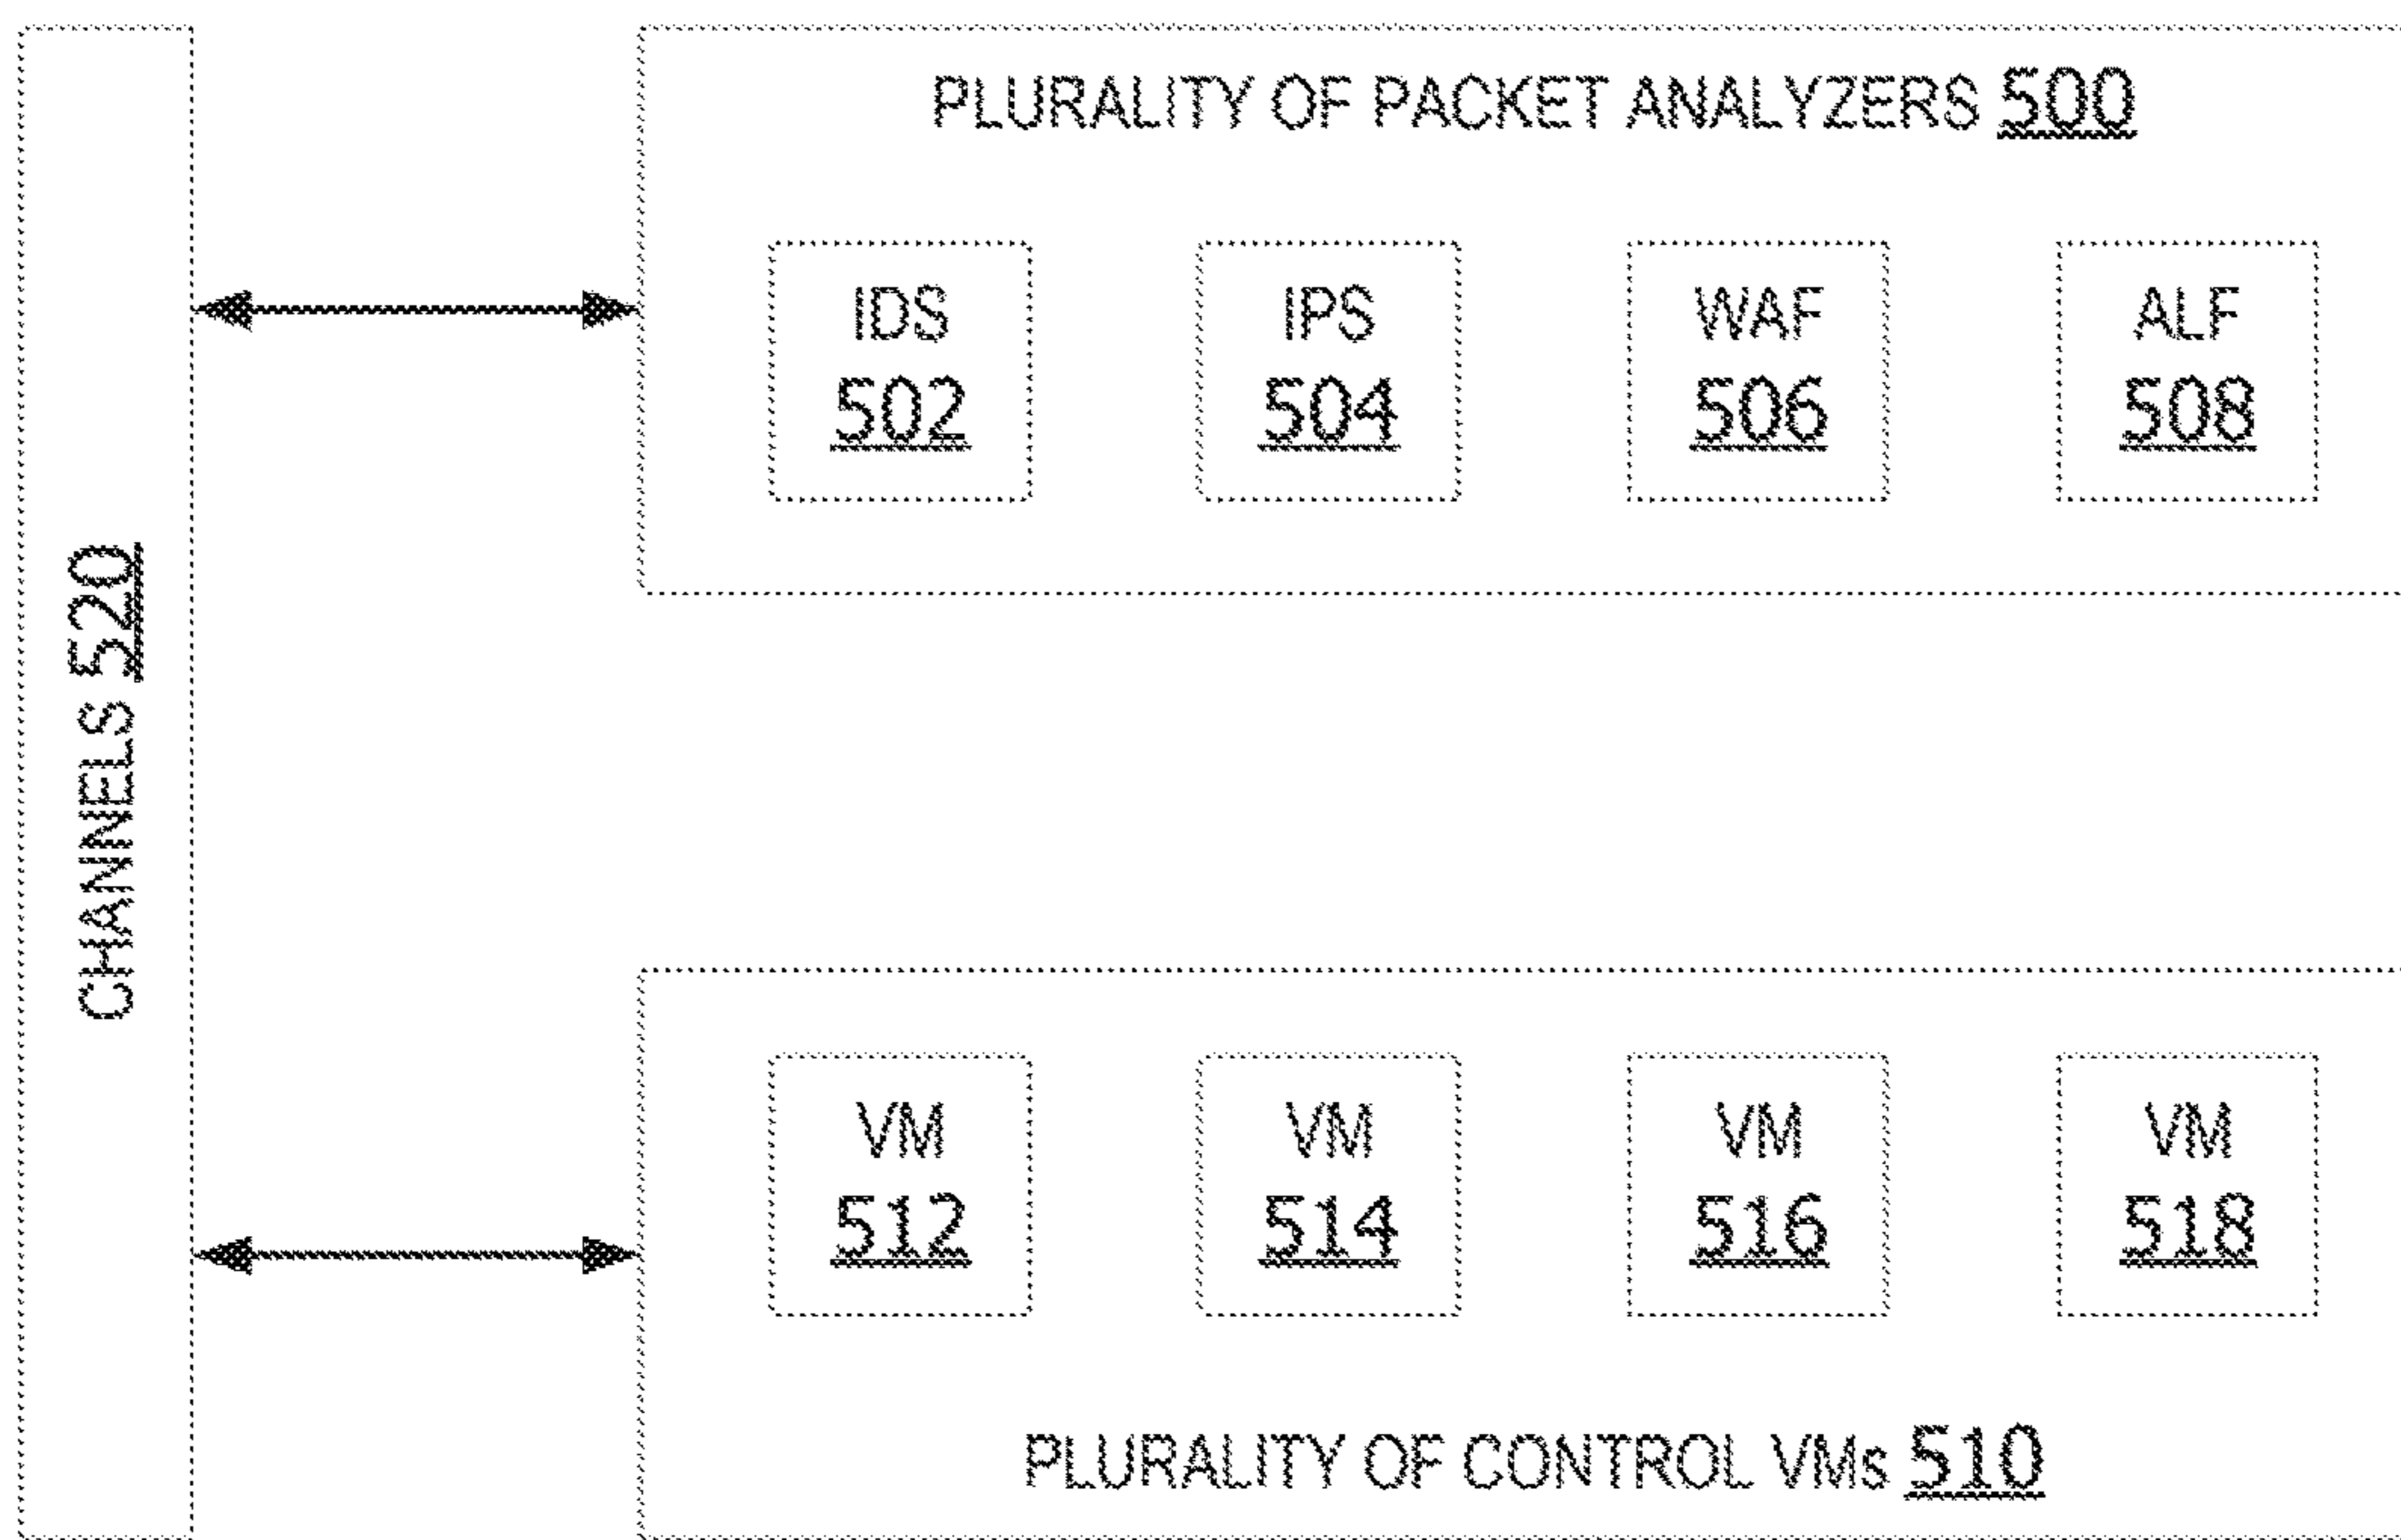 PLURALITY OF PACKET ANALYZERS 500
IDS
502
IPS
504
WAF
506
ALF
508
CHANNELS 520
VM
512
VM
514
VM
516
VM
518
PLURALITY OF CONTROL VMs 510